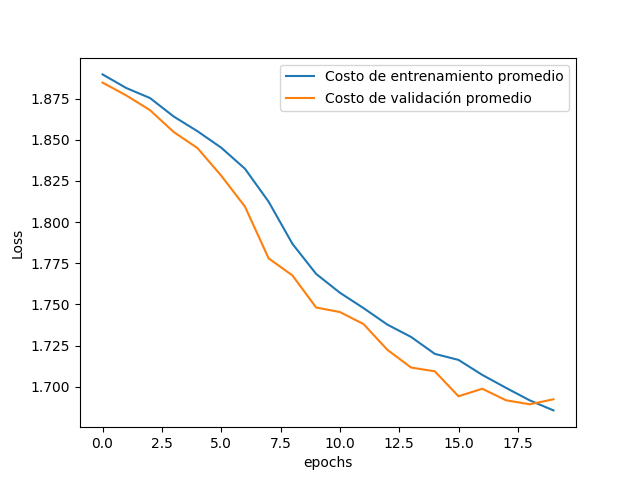 Costo de entrenamiento promedio
Costo de validación promedio
1.875
1.850
1.825
1.800
1.775
1.750
1.725
1.700
Loss
0.0 2.5 5.0 7.5 10.0 12.5 15.0 17.5
epochs